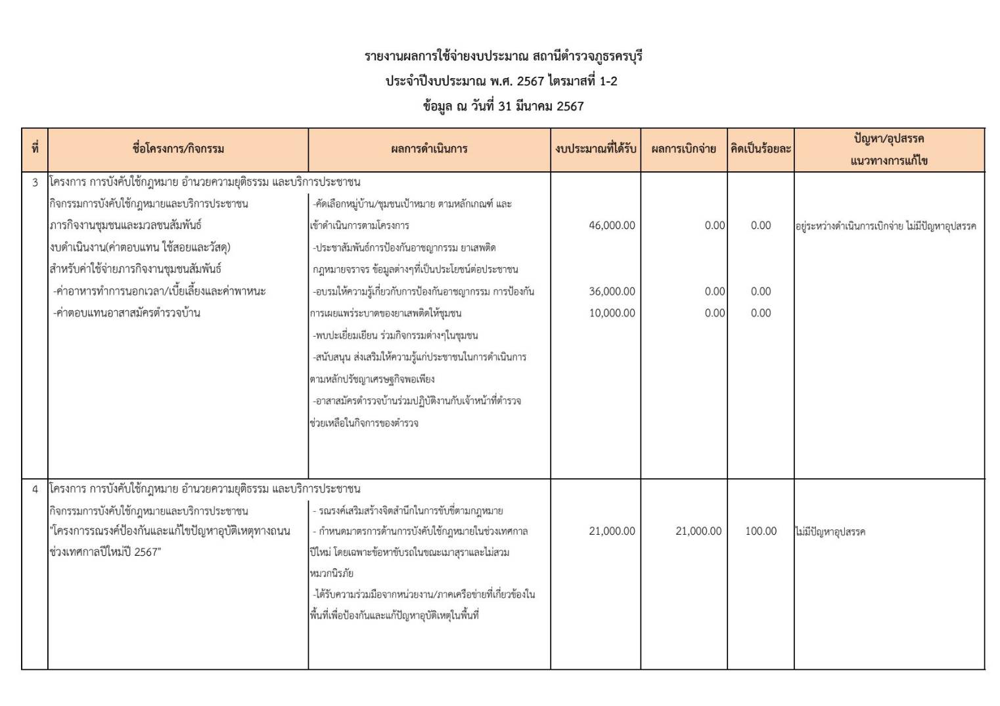 รายงานผลการใช้จ่ายงบประมาณ สถานีตำรวจภูธรครบุรี
ประจำปีงบประมาณ พ.ศ. 2567 ไตรมาสที่ 1-2
ข้อมูล ณ วันที่ 31 มีนาคม 2567
ที่ ชื่อโครงการ/กิจกรรม ผลการดำเนินการ งบประมาณที่ได้รับ ผลการเบิกจ่าย คิดเป็นร้อยละ ปัญหา/อุปสรรค
แนวทางการแก้ไข
3 โครงการ การบังคับใช้กฎหมาย อำนวยความยุติธรรม และบริการประชาชน
กิจกรรมการบังคับใช้กฎหมายและบริการประชาชน -คัดเลือกหมู่บ้าน/ชุมชนเป้าหมาย ตามหลักเกณฑ์ และ
ภารกิจงานชุมชนและมวลชนสัมพันธ์ เข้าดำเนินการตามโครงการ 46,000.00 0.00 0.00 อยู่ระหว่างดำเนินการเบิกจ่าย ไม่มีปัญหาอุปสรรค
งบดำเนินงาน(ค่าตอบแทน ใช้สอยและวัสดุ) -ประชาสัมพันธ์การป้องกันอาชญากรรม ยาเสพติด
สำหรับค่าใช้จ่ายภารกิจงานชุมชนสัมพันธ์ กฎหมายจราจร ข้อมูลต่างๆที่เป็นประโยชน์ต่อประชาชน
-ค่าอาหารทำการนอกเวลา/เบี้ยเลี้ยงและค่าพาหนะ -อบรมให้ความรู้เกี่ยวกับการป้องกันอาชญากรรม การป้องกัน 36,000.00 0.00 0.00
-ค่าตอบแทนอาสาสมัครตำรวจบ้าน การเผยแพร่ระบาดของยาเสพติดให้ชุมชน 10,000.00 0.00 0.00
-พบปะเยี่ยมเยียน ร่วมกิจกรรมต่างๆในชุมชน
-สนับสนุน ส่งเสริมให้ความรู้แก่ประชาชนในการดำเนินการ
ตามหลักปรัชญาเศรษฐกิจพอเพียง
-อาสาสมัครตำรวจบ้านร่วมปฏิบัติงานกับเจ้าหน้าที่ตำรวจ
ช่วยเหลือในกิจการของตำรวจ
4 โครงการ การบังคับใช้กฎหมาย อำนวยความยุติธรรม และบริการประชาชน
กิจกรรมการบังคับใช้กฎหมายและบริการประชาชน - รณรงค์เสริมสร้างจิตสำนึกในการขับขี่ตามกฎหมาย
"โครงการรณรงค์ป้องกันและแก้ไขปัญหาอุบัติเหตุทางถนน - กำหนดมาตรการด้านการบังคับใช้กฎหมายในช่วงเทศกาล 21,000.00 21,000.00 100.00 ไม่มีปัญหาอุปสรรค
ช่วงเทศกาลปีใหม่ปี 2567" ปีใหม่ โดยเฉพาะข้อหาขับรถในขณะเมาสุราและไม่สวม
หมวกนิรภัย
-ได้รับความร่วมมือจากหน่วยงาน/ภาคเครือข่ายที่เกี่ยวข้องใน
พื้นที่เพื่อป้องกันและแก้ปัญหาอุบัติเหตุในพื้นที่